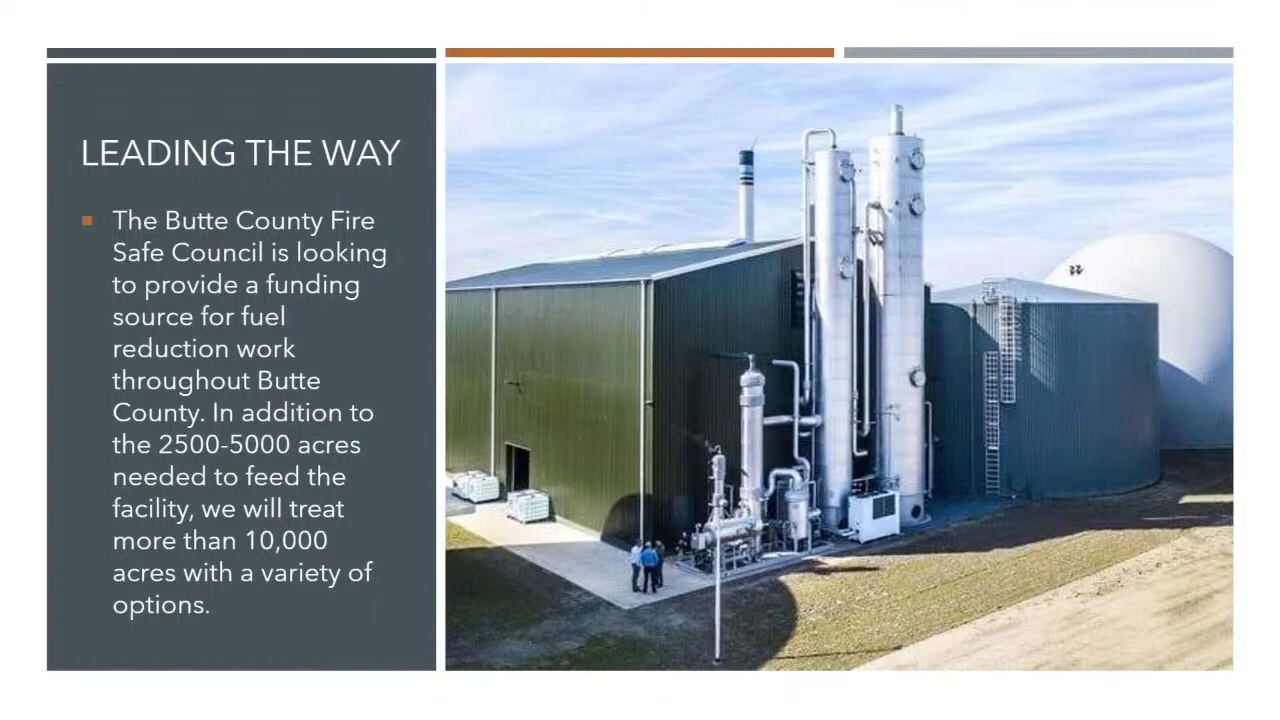 LEADING THE WAY
The Butte County Fire
Safe Council is looking
to provide a funding
source for fuel
reduction work
throughout Butte
County. In addition to
the 2500-5000 acres
needed to feed the
facility, we will treat
more than 10,000
acres with a variety of
options.